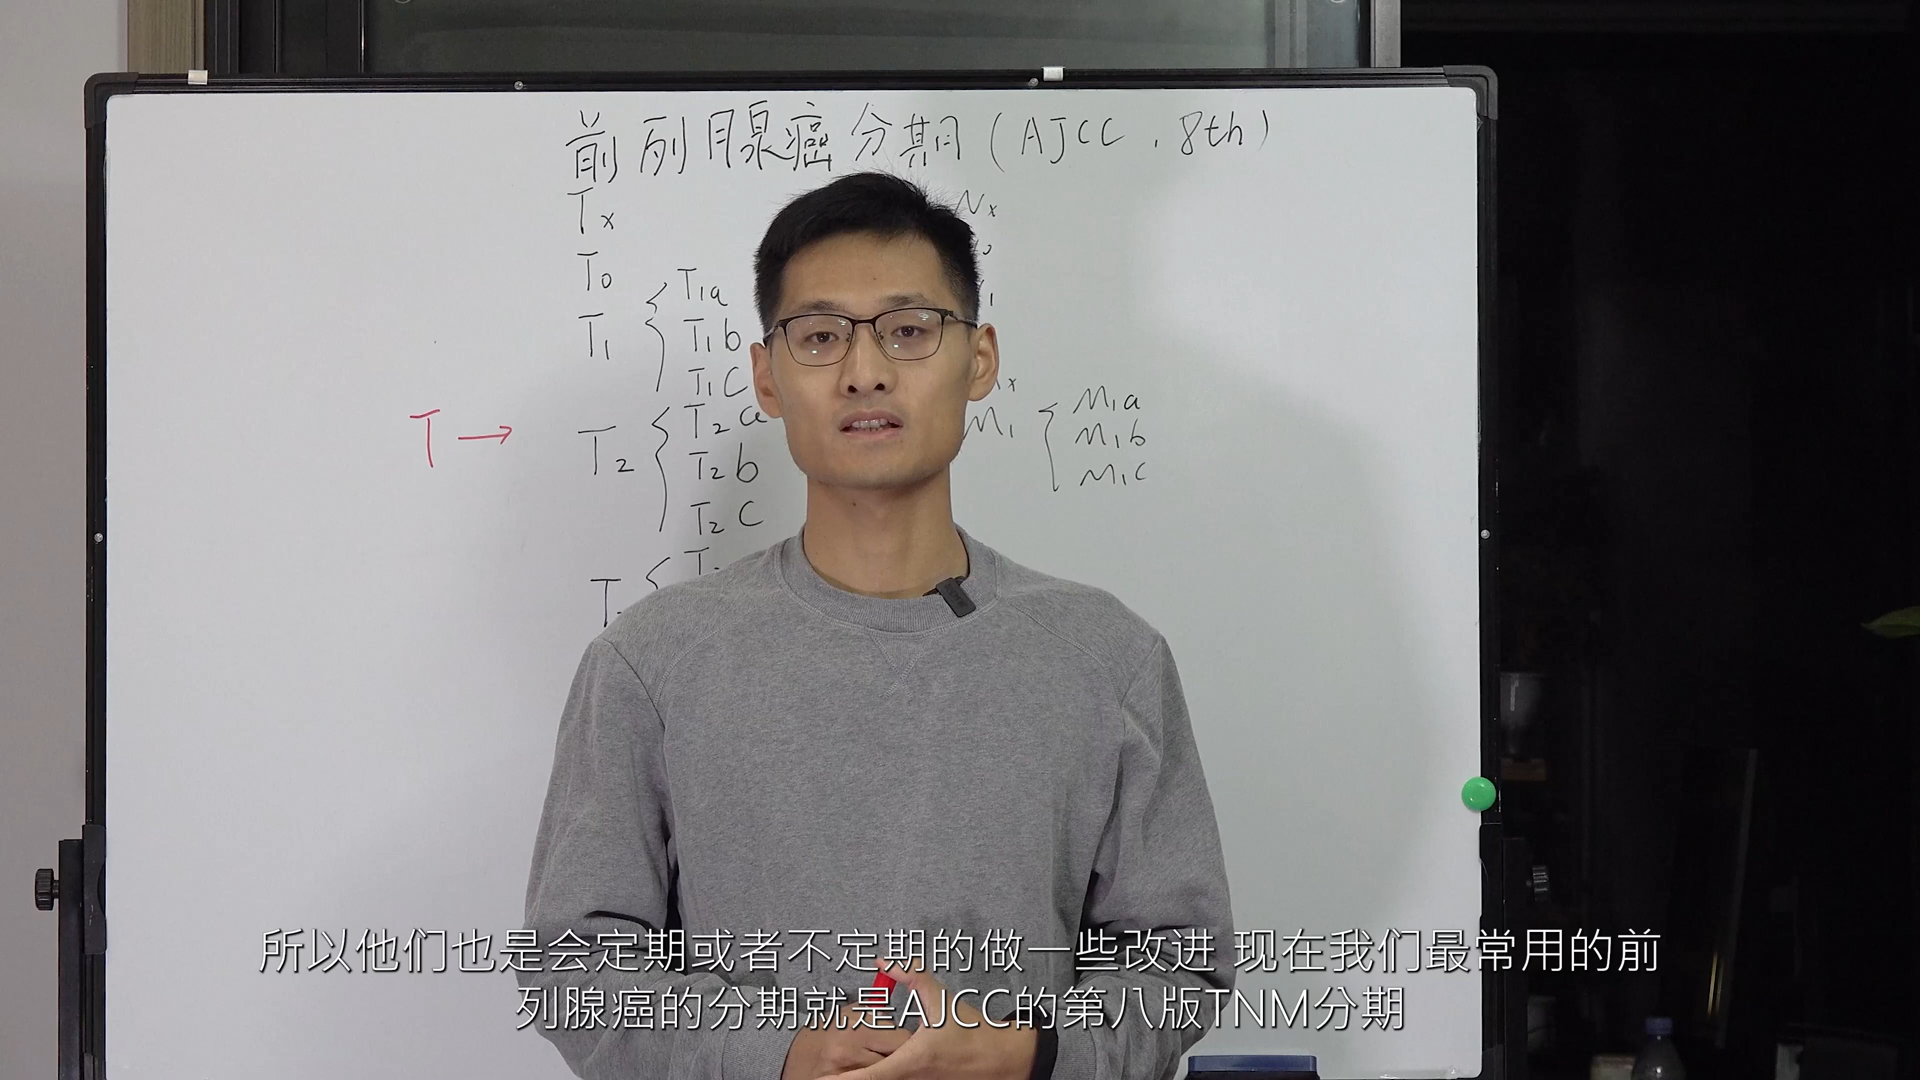 前列腺癌分期(AJCC,8th)
Tx
T0
T1
T1a
T1b
T1c
T2
T2a
T2b
T2c
T →
Nx
x
M1
M1a
M1b
M1c
所以他们也是会定期或者不定期的做一些改进 现在我们最常用的前
列腺癌的分期就是AJCC的第八版TNM分期